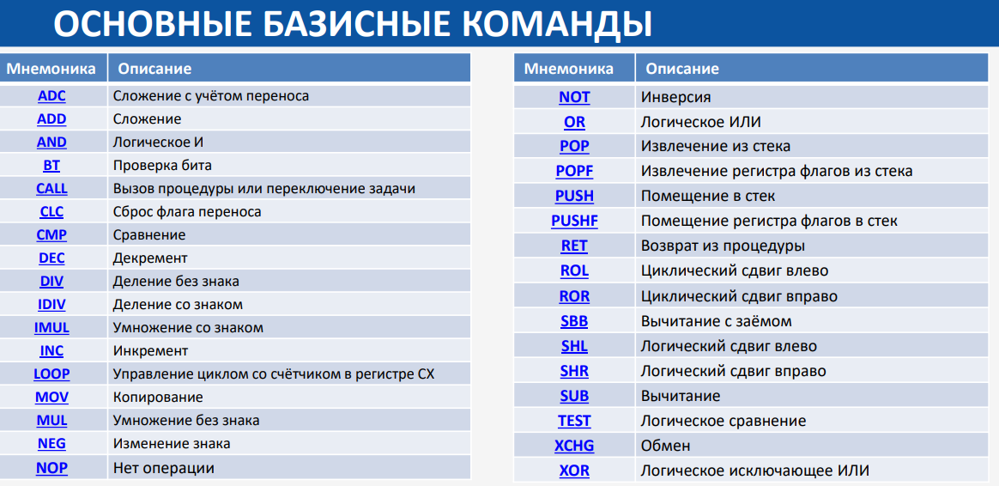 ОСНОВНЫЕ БАЗИСНЫЕ КОМАНДЫ
Мнемоника Описание
ADC Сложение с учётом переноса
ADD Сложение
AND Логическое И
BT Проверка бита
CALL Вызов процедуры или переключение задачи
CLC Сброс флага переноса
CMP Сравнение
DEC Декремент
DIV Деление без знака
IDIV Деление со знаком
IMUL Умножение со знаком
INC Инкремент
LOOP Управление циклом со счётчиком в регистре CX
MOV Копирование
MUL Умножение без знака
NEG Изменение знака
NOP Нет операции
Мнемоника Описание
NOT Инверсия
OR Логическое ИЛИ
POP Извлечение из стека
POPF Извлечение регистра флагов из стека
PUSH Помещение в стек
PUSHF Помещение регистра флагов в стек
RET Возврат из процедуры
ROL Циклический сдвиг влево
ROR Циклический сдвиг вправо
SBB Вычитание с заёмом
SHL Логический сдвиг влево
SHR Логический сдвиг вправо
SUB Вычитание
TEST Логическое сравнение
XCHG Обмен
XOR Логическое исключающее ИЛИ